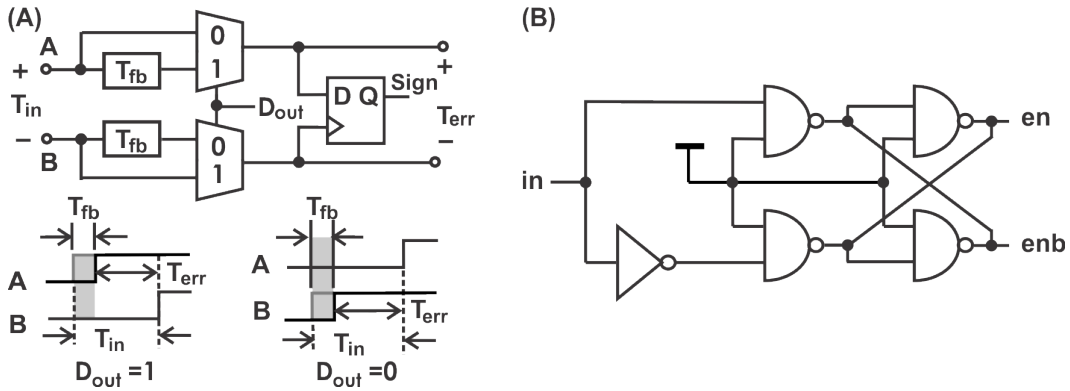 (A)
A
+
T_fb
0
1
+
T_in
D_out
D Q
Sign
T_err
−
T_fb
0
1
−
B
T_fb
A
T_err
B
T_in
D_out =1
T_fb
A
B
T_err
T_in
D_out =0
(B)
in
en
enb